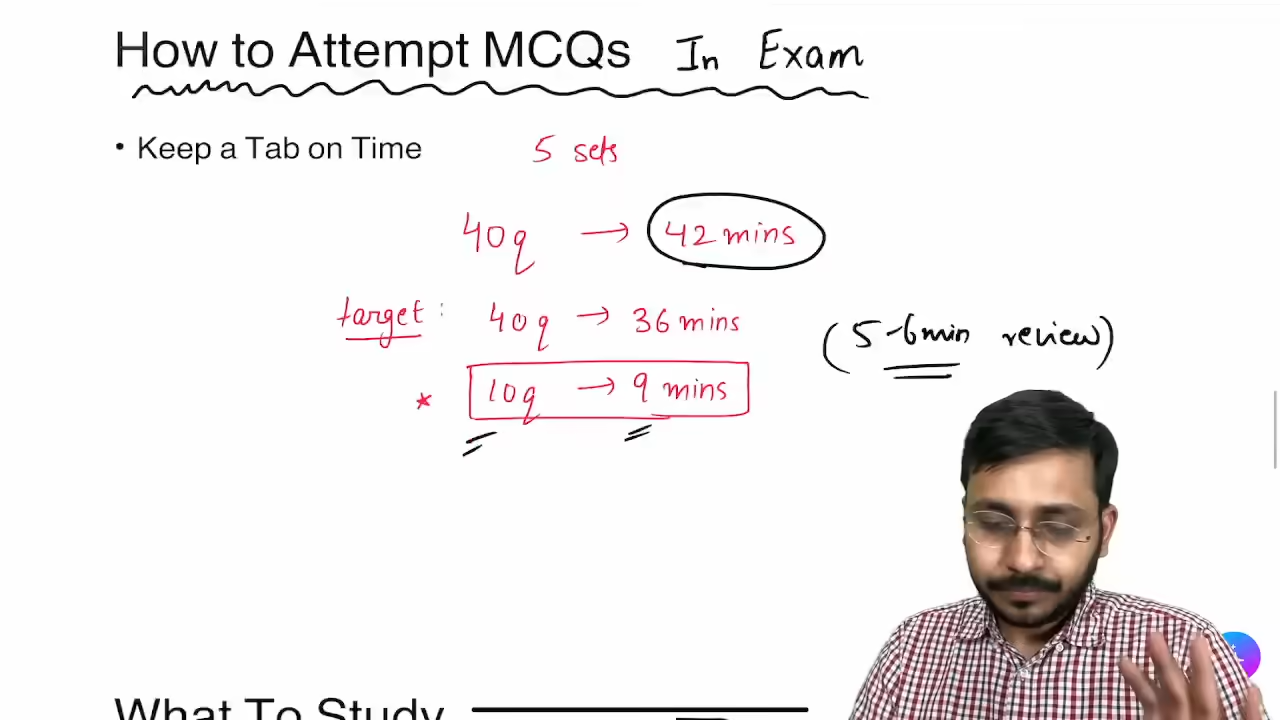 How to Attempt MCQs In Exam
• Keep a Tab on Time 5 sets
40q → 42 mins
target: 40q → 36 mins (5-6min review)
* 10q → 9 mins
What To Study